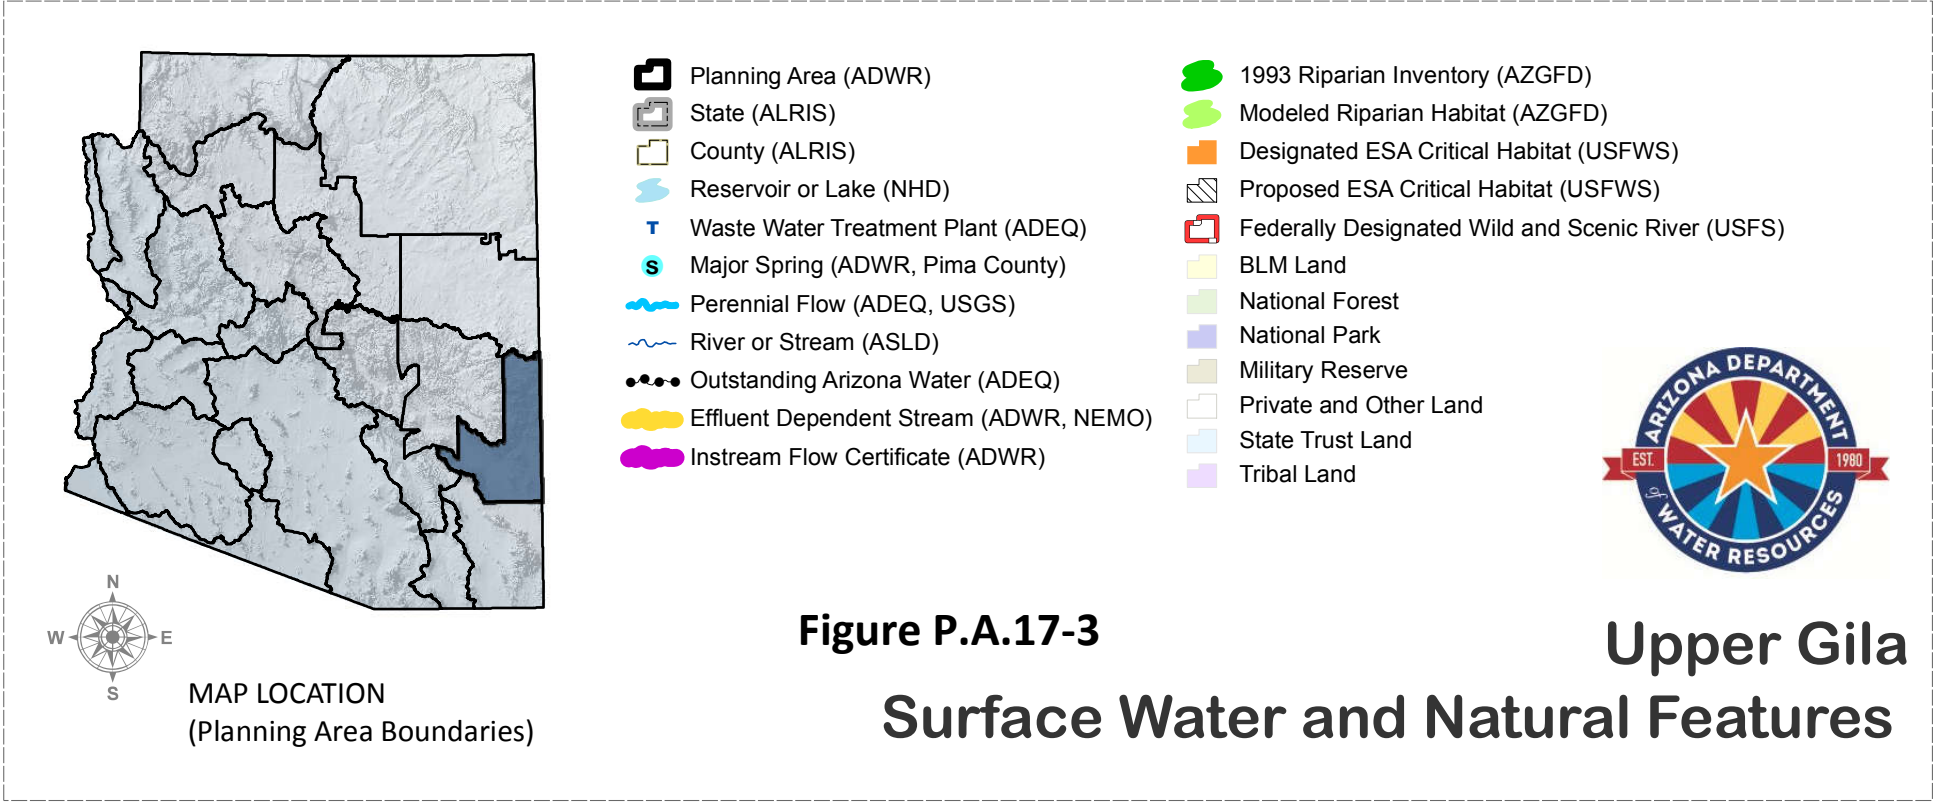 Planning Area (ADWR)
State (ALRIS)
County (ALRIS)
Reservoir or Lake (NHD)
T
Waste Water Treatment Plant (ADEQ)
S
Major Spring (ADWR, Pima County)
Perennial Flow (ADEQ, USGS)
River or Stream (ASLD)
Outstanding Arizona Water (ADEQ)
Effluent Dependent Stream (ADWR, NEMO)
Instream Flow Certificate (ADWR)
1993 Riparian Inventory (AZGFD)
Modeled Riparian Habitat (AZGFD)
Designated ESA Critical Habitat (USFWS)
Proposed ESA Critical Habitat (USFWS)
Federally Designated Wild and Scenic River (USFS)
BLM Land
National Forest
National Park
Military Reserve
Private and Other Land
State Trust Land
Tribal Land
ARIZONA DEPARTMENT
EST. 1980
of WATER RESOURCES
N
W E
S
MAP LOCATION
(Planning Area Boundaries)
Figure P.A.17-3
Upper Gila
Surface Water and Natural Features